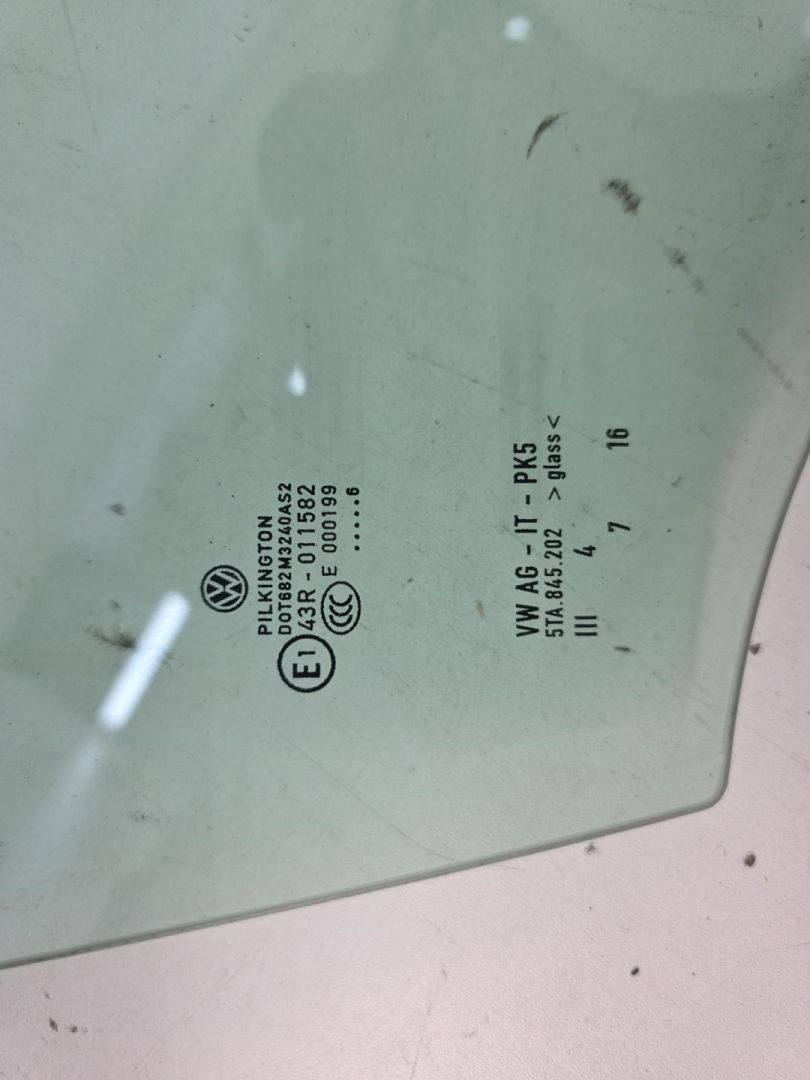 PILKINGTON
DOT682M3240AS2
E1 43R - 011582
CCC E 000199
.....6
VW AG - IT - PK5
5TA.845.202 >glass<
III 4
7 16